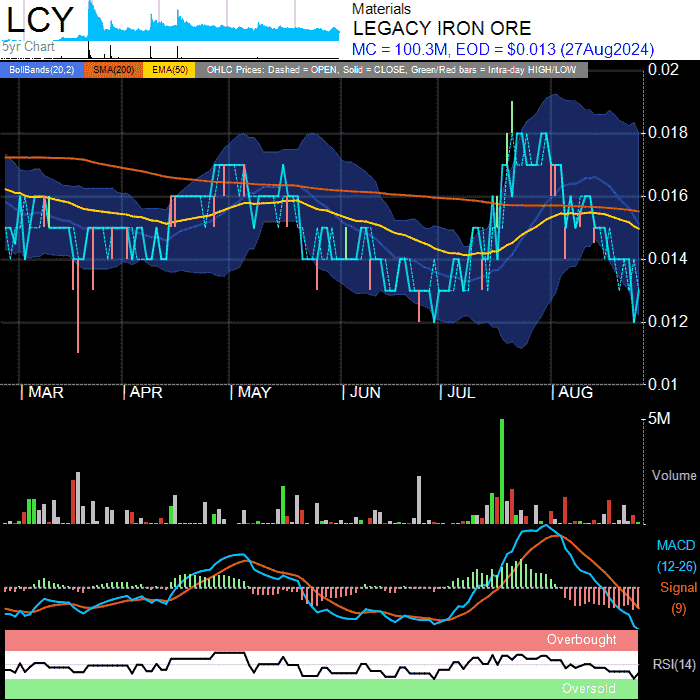 LCY
5yr Chart
Materials
LEGACY IRON ORE
MC = 100.3M, EOD = $0.013 (27Aug2024)
BollBands(20,2) SMA(200) EMA(50) OHLC Prices: Dashed = OPEN, Solid = CLOSE, Green/Red bars = Intra-day HIGH/LOW
0.02
0.018
0.016
0.014
0.012
0.01
| MAR | APR | MAY | JUN | JUL | AUG
5M
Volume
MACD
(12-26)
Signal
(9)
Overbought
RSI(14)
Oversold